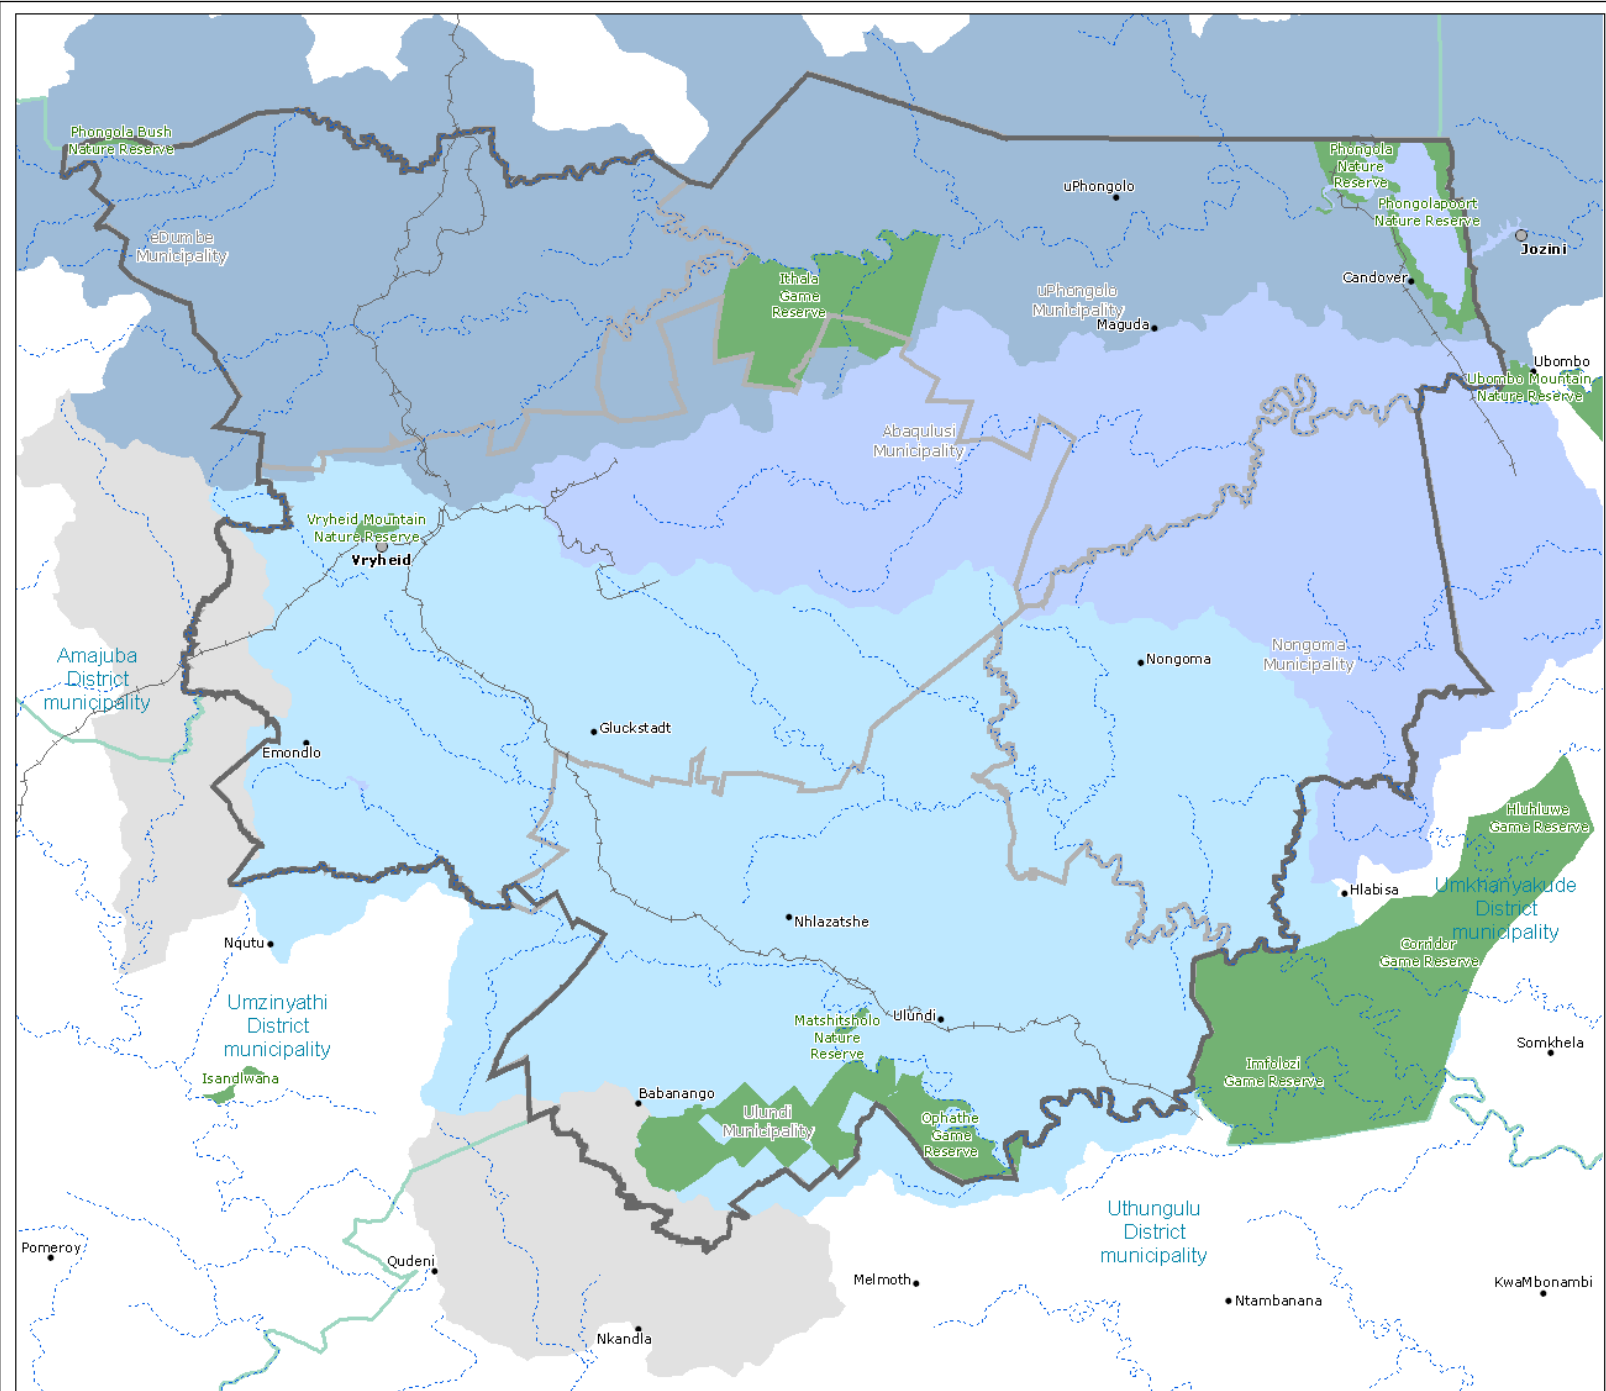 Phongola Bush
Nature Reserve
Phongola
Nature
Reserve
uPhongolo
Phongolapoort
Nature Reserve
eDumbe
Municipality
Jozini
Ithala
Game
Reserve
Candover
uPhongolo
Municipality
Maguda
Ubombo
Ubombo Mountain
Nature Reserve
Abaqulusi
Municipality
Vryheid Mountain
Nature Reserve
Vryheid
Amajuba
District
municipality
Nongoma
Municipality
Nongoma
Gluckstadt
Emondlo
Hluhluwe
Game Reserve
Hlabisa
Umkhanyakude
District
municipality
Nhlazatshe
Nqutu
Corridor
Game Reserve
Umzinyathi
District
municipality
Matshitsholo
Nature
Reserve
Ulundi
Somkhela
Isandlwana
Imfolozi
Game Reserve
Babanango
Ulundi
Municipality
Ophathe
Game
Reserve
Uthungulu
District
municipality
Pomeroy
Qudeni
Melmoth
Ntambanana
KwaMbonambi
Nkandla